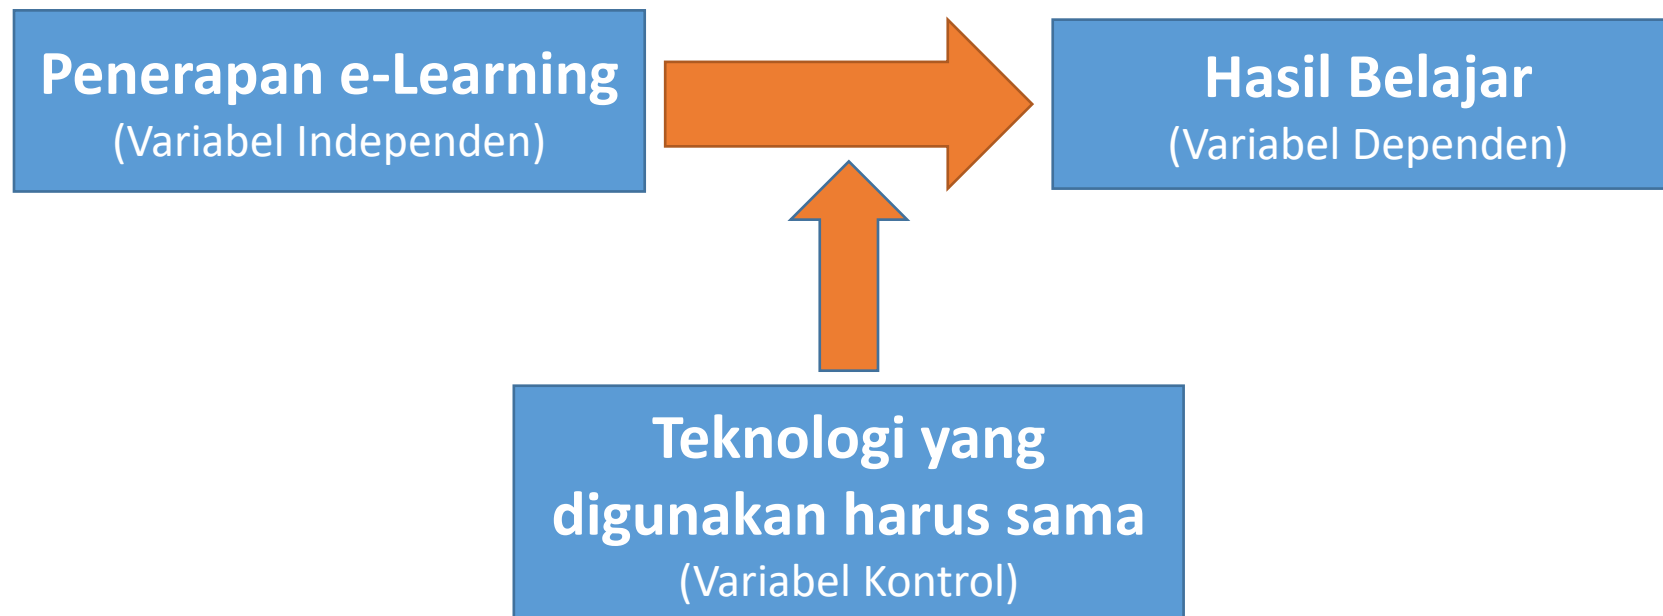 Penerapan e-Learning
(Variabel Independen)
Hasil Belajar
(Variabel Dependen)
Teknologi yang
digunakan harus sama
(Variabel Kontrol)